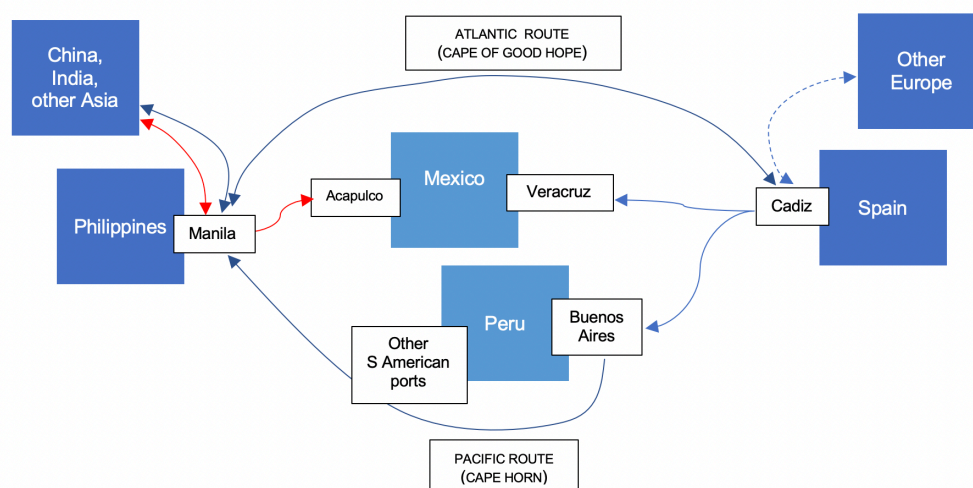 ATLANTIC ROUTE
(CAPE OF GOOD HOPE)
China,
India,
other Asia
Other
Europe
Philippines
Manila
Acapulco
Mexico
Veracruz
Cadiz
Spain
Peru
Buenos
Aires
Other
S American
ports
PACIFIC ROUTE
(CAPE HORN)